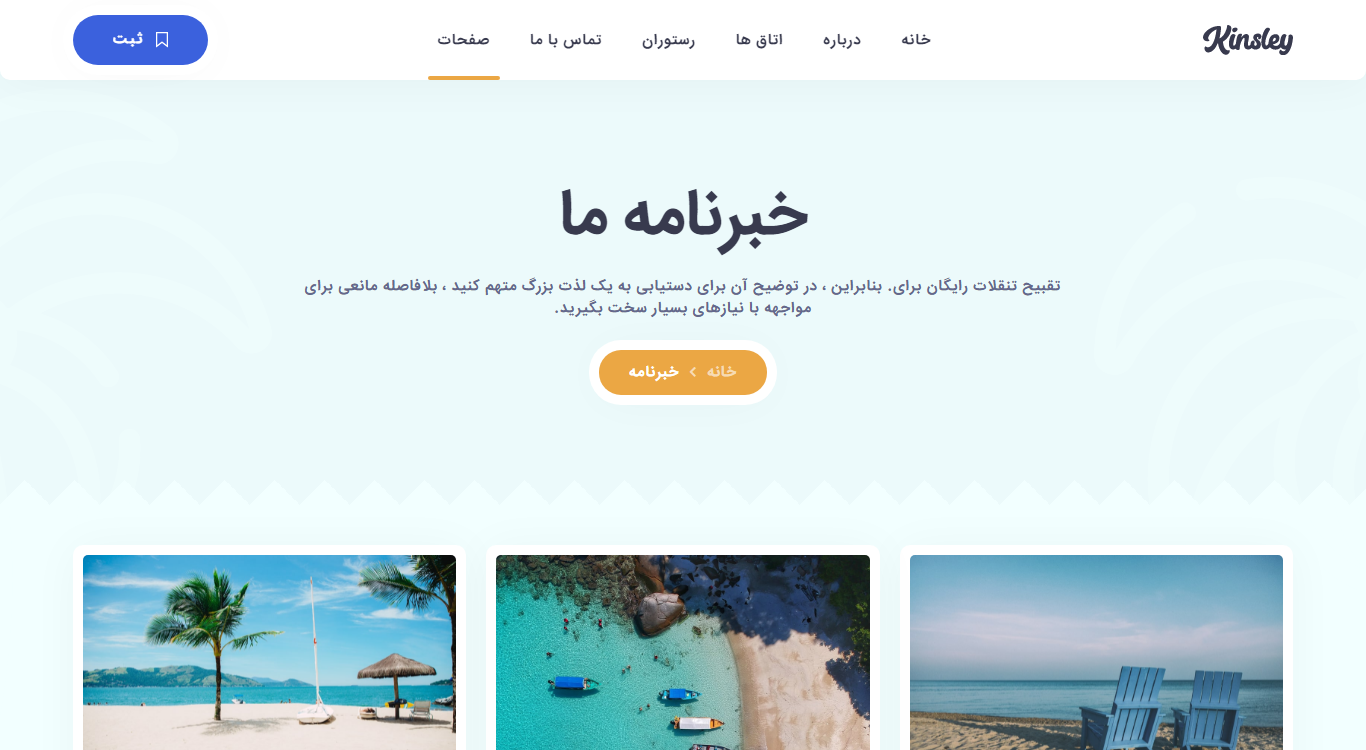 Kinsley
خانه
درباره
اتاق ها
رستوران
تماس با ما
صفحات
ثبت
خبرنامه ما
تقبیح تنقلات رایگان برای. بنابراین ، در توضیح آن برای دستیابی به یک لذت بزرگ متهم کنید ، بلافاصله مانعی برای
مواجهه با نیازهای بسیار سخت بگیرید.
خانه › خبرنامه